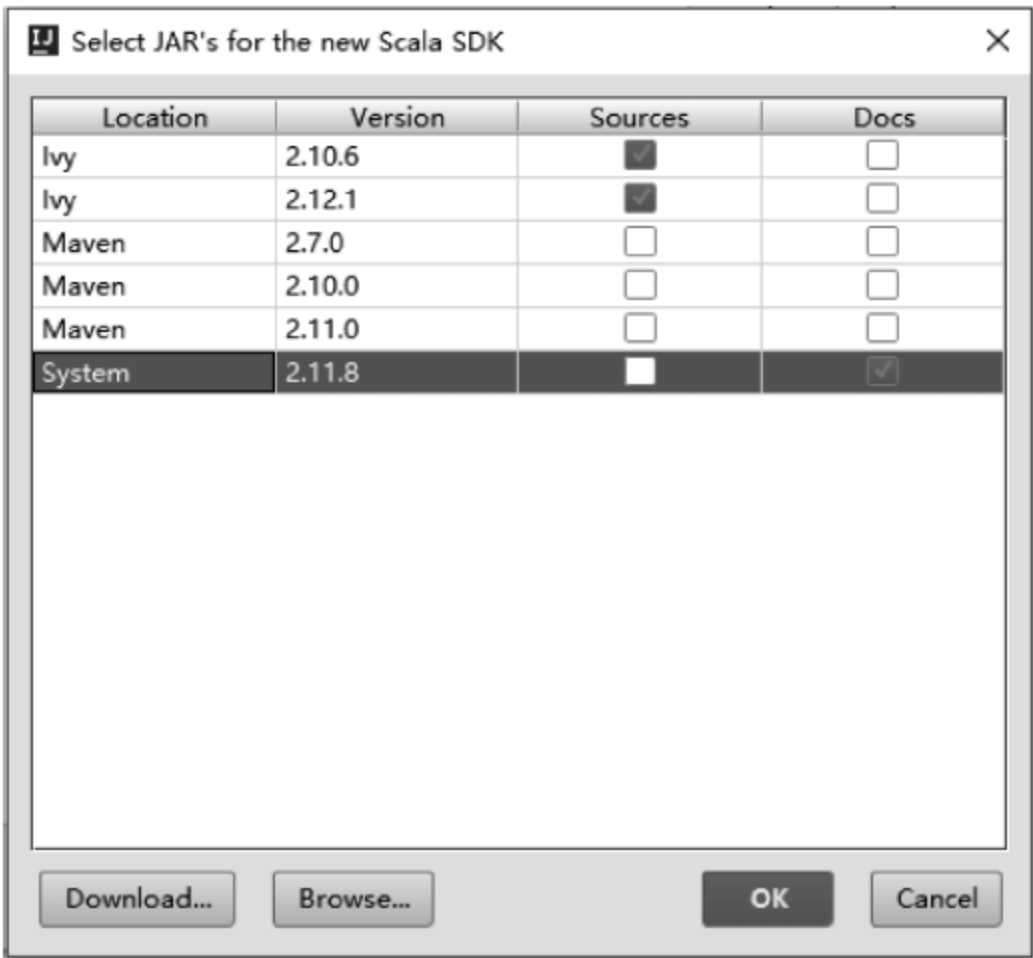 IJ Select JAR's for the new Scala SDK
Location Version Sources Docs
Ivy 2.10.6
Ivy 2.12.1
Maven 2.7.0
Maven 2.10.0
Maven 2.11.0
System 2.11.8
Download... Browse... OK Cancel